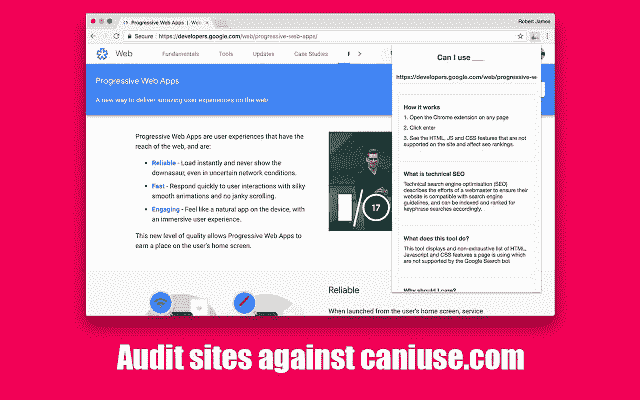 Progressive Web Apps | Web
Robert James
Secure https://developers.google.com/web/progressive-web-apps/
Web Fundamentals Tools Updates Case Studies
Can I use ___
https://developers.google.com/web/progressive-w
Progressive Web Apps
A new way to deliver amazing user experiences on the web
How it works
1. Open the Chrome extension on any page
2. Click enter
3. See the HTML, JS and CSS features that are not
supported on the site and affect seo rankings.
Progressive Web Apps are user experiences that have the
reach of the web, and are:
Reliable - Load instantly and never show the
downasaur, even in uncertain network conditions.
Fast - Respond quickly to user interactions with silky
smooth animations and no janky scrolling.
Engaging - Feel like a natural app on the device, with
an immersive user experience.
This new level of quality allows Progressive Web Apps to
earn a place on the user's home screen.
17
What is technical SEO
Technical search engine optimisation (SEO)
describes the efforts of a webmaster to ensure their
website is compatible with search engine
guidelines, and can be indexed and ranked for
keyphrase searches accordingly.
What does this tool do?
This tool displays and non-exhaustive list of HTML,
Javascript and CSS features a page is using which
are not supported by the Google Search bot
Why should I care?
Reliable
When launched from the user's home screen, service
Audit sites against caniuse.com